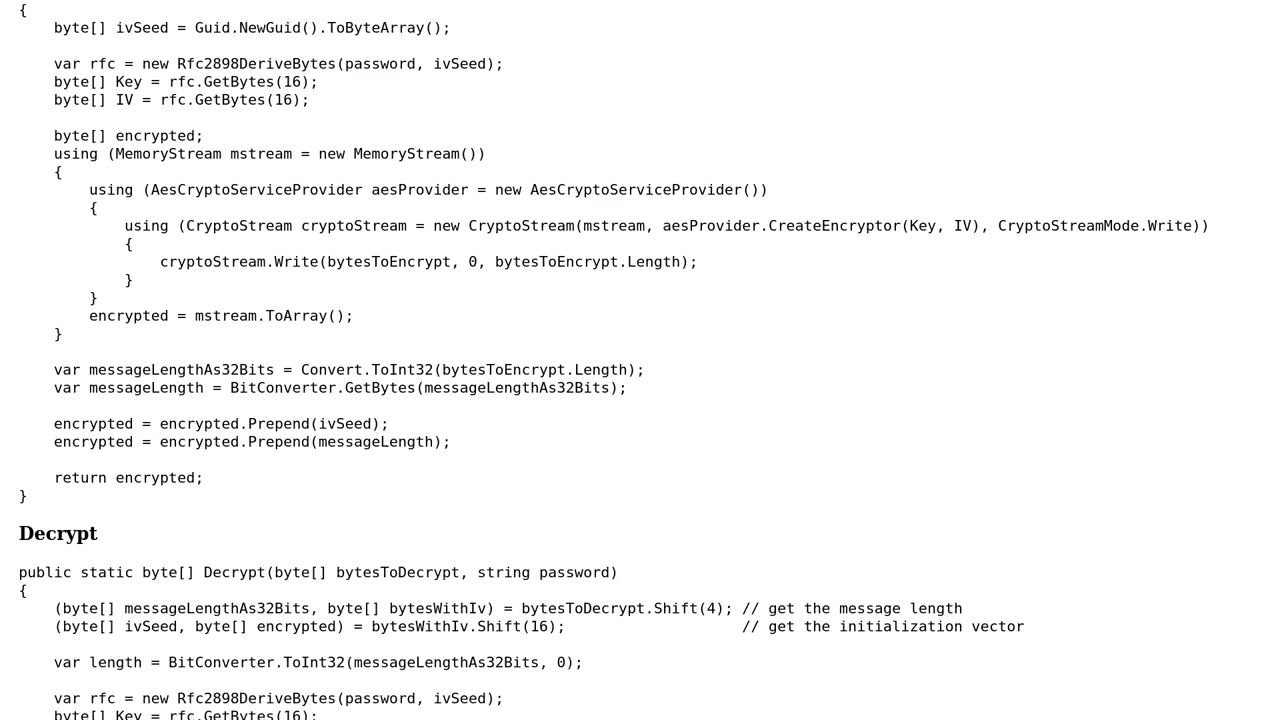 {
    byte[] ivSeed = Guid.NewGuid().ToByteArray();
    var rfc = new Rfc2898DeriveBytes(password, ivSeed);
    byte[] Key = rfc.GetBytes(16);
    byte[] IV = rfc.GetBytes(16);
    byte[] encrypted;
    using (MemoryStream mstream = new MemoryStream())
    {
        using (AesCryptoServiceProvider aesProvider = new AesCryptoServiceProvider())
        {
            using (CryptoStream cryptoStream = new CryptoStream(mstream, aesProvider.CreateEncryptor(Key, IV), CryptoStreamMode.Write))
            {
                cryptoStream.Write(bytesToEncrypt, 0, bytesToEncrypt.Length);
            }
        }
        encrypted = mstream.ToArray();
    }
    var messageLengthAs32Bits = Convert.ToInt32(bytesToEncrypt.Length);
    var messageLength = BitConverter.GetBytes(messageLengthAs32Bits);
    encrypted = encrypted.Prepend(ivSeed);
    encrypted = encrypted.Prepend(messageLength);
    return encrypted;
}
Decrypt
public static byte[] Decrypt(byte[] bytesToDecrypt, string password)
{
    (byte[] messageLengthAs32Bits, byte[] bytesWithIv) = bytesToDecrypt.Shift(4); // get the message length
    (byte[] ivSeed, byte[] encrypted) = bytesWithIv.Shift(16);                    // get the initialization vector
    var length = BitConverter.ToInt32(messageLengthAs32Bits, 0);
    var rfc = new Rfc2898DeriveBytes(password, ivSeed);
    byte[] Key = rfc.GetBytes(16);